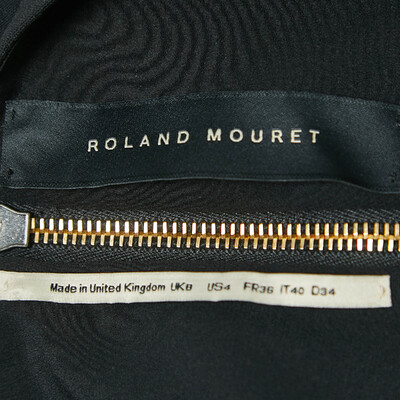 ROLAND MOURET
Made in United Kingdom UK8 US4 FR36 IT40 D34